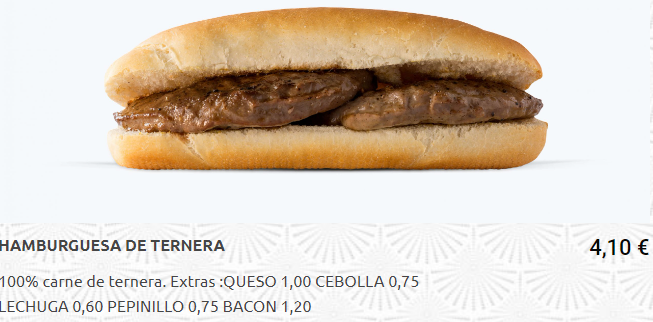 HAMBURGUESA DE TERNERA 4,10 €
100% carne de ternera. Extras :QUESO 1,00 CEBOLLA 0,75
LECHUGA 0,60 PEPINILLO 0,75 BACON 1,20